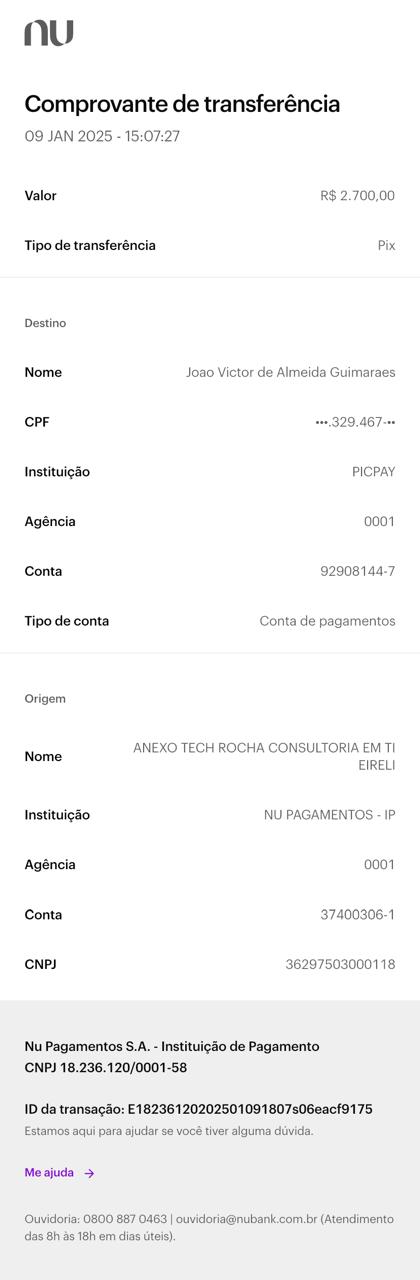 nu
Comprovante de transferência
09 JAN 2025 - 15:07:27
Valor R$ 2.700,00
Tipo de transferência Pix
Destino
Nome Joao Victor de Almeida Guimaraes
CPF •••.329.467-••
Instituição PICPAY
Agência 0001
Conta 92908144-7
Tipo de conta Conta de pagamentos
Origem
Nome ANEXO TECH ROCHA CONSULTORIA EM TI
EIRELI
Instituição NU PAGAMENTOS - IP
Agência 0001
Conta 37400306-1
CNPJ 36297503000118
Nu Pagamentos S.A. - Instituição de Pagamento
CNPJ 18.236.120/0001-58
ID da transação: E18236120202501091807s06eacf9175
Estamos aqui para ajudar se você tiver alguma dúvida.
Me ajuda →
Ouvidoria: 0800 887 0463 | ouvidoria@nubank.com.br (Atendimento
das 8h às 18h em dias úteis).